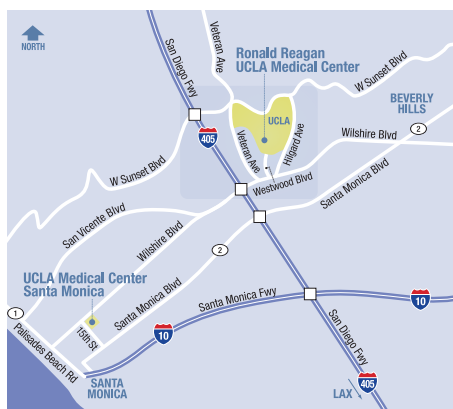 NORTH
San Diego Fwy
Veteran Ave
Ronald Reagan
UCLA Medical Center
W Sunset Blvd
BEVERLY
HILLS
2
UCLA
405
Veteran Ave
Hilgard Ave
Wilshire Blvd
Westwood Blvd
W Sunset Blvd
Santa Monica Blvd
San Vicente Blvd
Wilshire Blvd
2
UCLA Medical Center
Santa Monica
Santa Monica Blvd
Santa Monica Fwy
10
1
15th St.
10
Palisades Beach Rd
San Diego Fwy
SANTA
MONICA
LAX
405